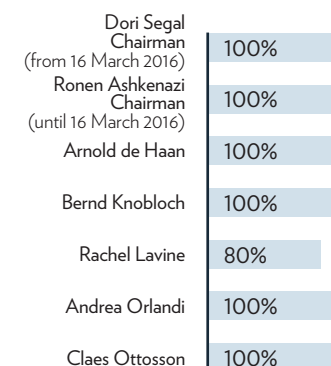 Dori Segal
Chairman
(from 16 March 2016)
100%
Ronen Ashkenazi
Chairman
(until 16 March 2016)
100%
Arnold de Haan 100%
Bernd Knobloch 100%
Rachel Lavine 80%
Andrea Orlandi 100%
Claes Ottosson 100%